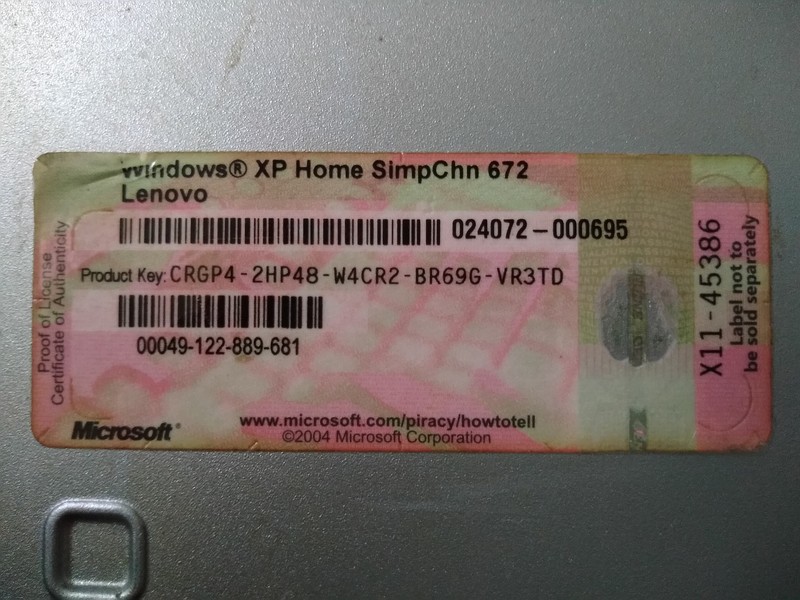 Windows® XP Home SimpChn 672
Lenovo
024072-000695
Product Key: CRGP4-2HP48-W4CR2-BR69G-VR3TD
00049-122-889-681
Microsoft®
www.microsoft.com/piracy/howtotell
©2004 Microsoft Corporation
Proof of License
Certificate of Authenticity
X11-45386
Label not to
be sold separately